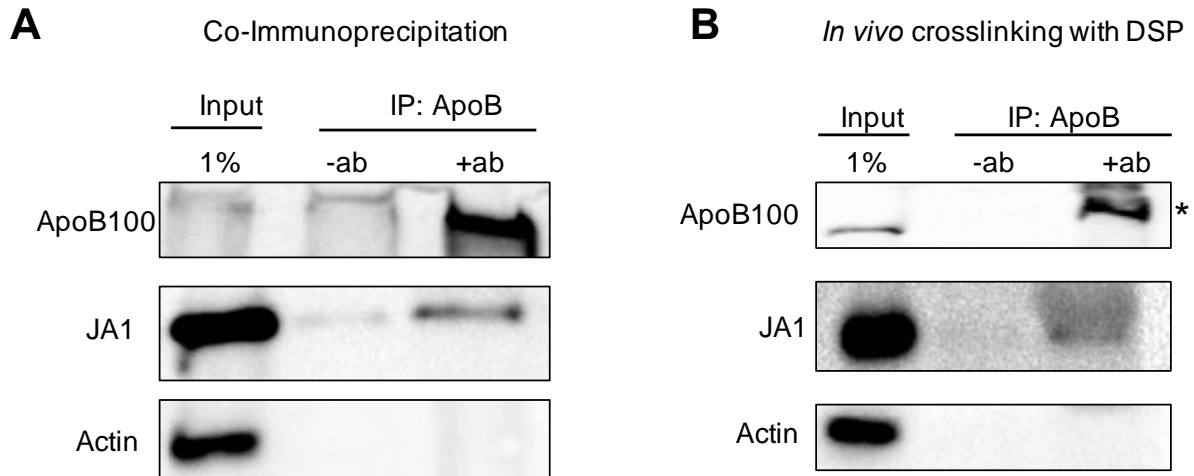 A
Co-Immunoprecipitation
Input
IP: ApoB
1%
-ab
+ab
ApoB100
JA1
Actin
B
In vivo crosslinking with DSP
Input
IP: ApoB
1%
-ab
+ab
ApoB100
*
JA1
Actin